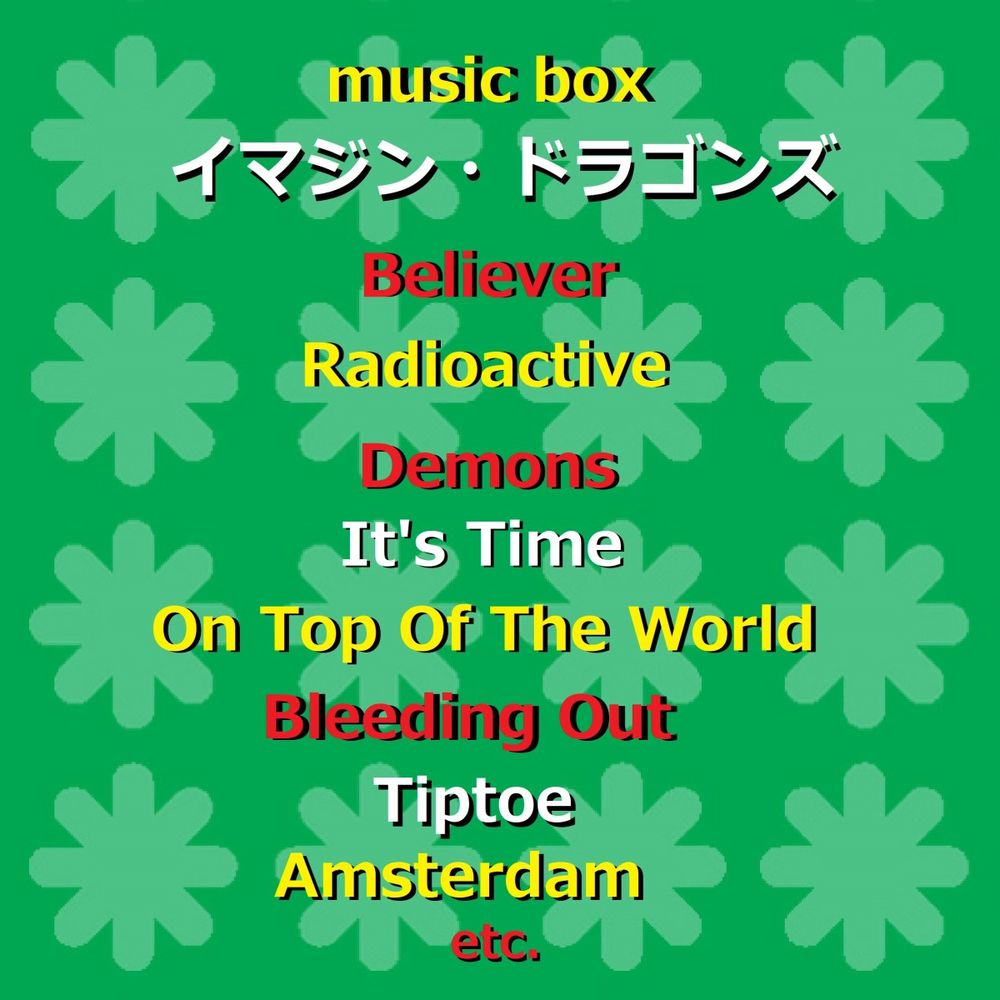 music box
イマジン・ドラゴンズ
Believer
Radioactive
Demons
It's Time
On Top Of The World
Bleeding Out
Tiptoe
Amsterdam
etc.